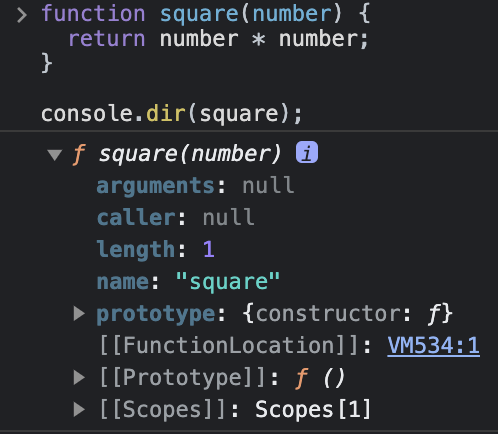 function square(number) {
  return number * number;
}
console.dir(square);
ƒ square(number) i
arguments: null
caller: null
length: 1
name: "square"
prototype: {constructor: ƒ}
[[FunctionLocation]]: VM534:1
[[Prototype]]: ƒ ()
[[Scopes]]: Scopes[1]